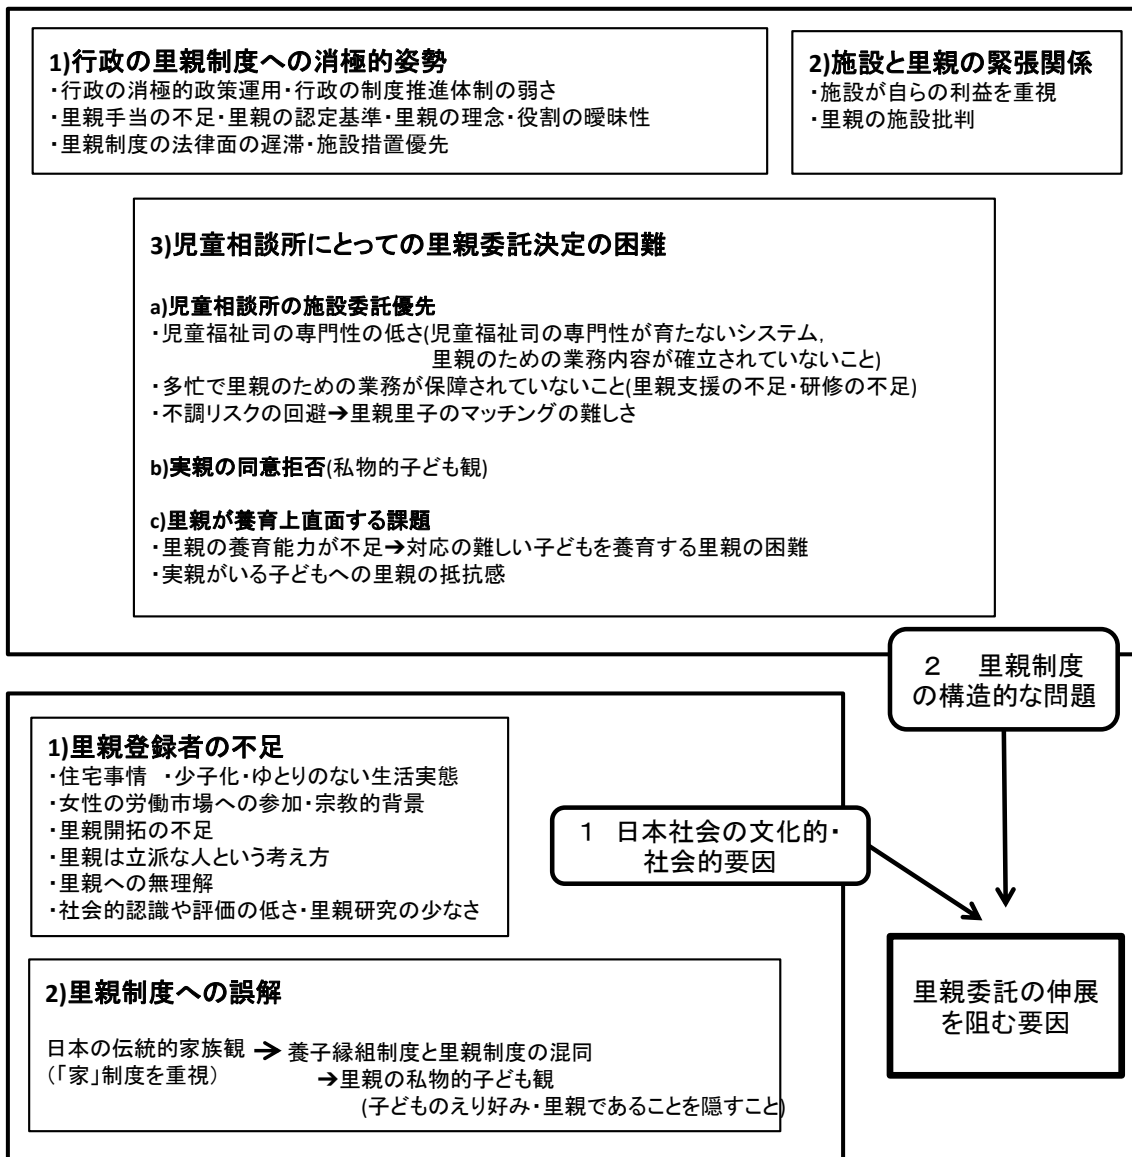 1)行政の里親制度への消極的姿勢
・行政の消極的政策運用・行政の制度推進体制の弱さ
・里親手当の不足・里親の認定基準・里親の理念・役割の曖昧性
・里親制度の法律面の遅滞・施設措置優先
2)施設と里親の緊張関係
・施設が自らの利益を重視
・里親の施設批判
3)児童相談所にとっての里親委託決定の困難
a)児童相談所の施設委託優先
・児童福祉司の専門性の低さ(児童福祉司の専門性が育たないシステム,
里親のための業務内容が確立されていないこと)
・多忙で里親のための業務が保障されていないこと(里親支援の不足・研修の不足)
・不調リスクの回避➔里親里子のマッチングの難しさ
b)実親の同意拒否(私物的子ども観)
c)里親が養育上直面する課題
・里親の養育能力が不足➔対応の難しい子どもを養育する里親の困難
・実親がいる子どもへの里親の抵抗感
2 里親制度
の構造的な問題
1)里親登録者の不足
・住宅事情 ・少子化・ゆとりのない生活実態
・女性の労働市場への参加・宗教的背景
・里親開拓の不足
・里親は立派な人という考え方
・里親への無理解
・社会的認識や評価の低さ・里親研究の少なさ
1 日本社会の文化的・
社会的要因
2)里親制度への誤解
日本の伝統的家族観 ➔ 養子縁組制度と里親制度の混同
(「家」制度を重視)
➔里親の私物的子ども観
(子どものえり好み・里親であることを隠すこと)
里親委託の伸展
を阻む要因